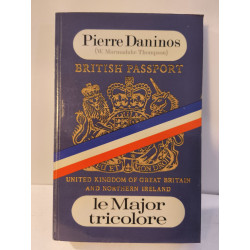 Pierre Daninos
(W. Marmaduke Thompson)
BRITISH PASSPORT
UNITED KINGDOM OF GREAT BRITAIN
AND NORTHERN IRELAND
le Major
tricolore